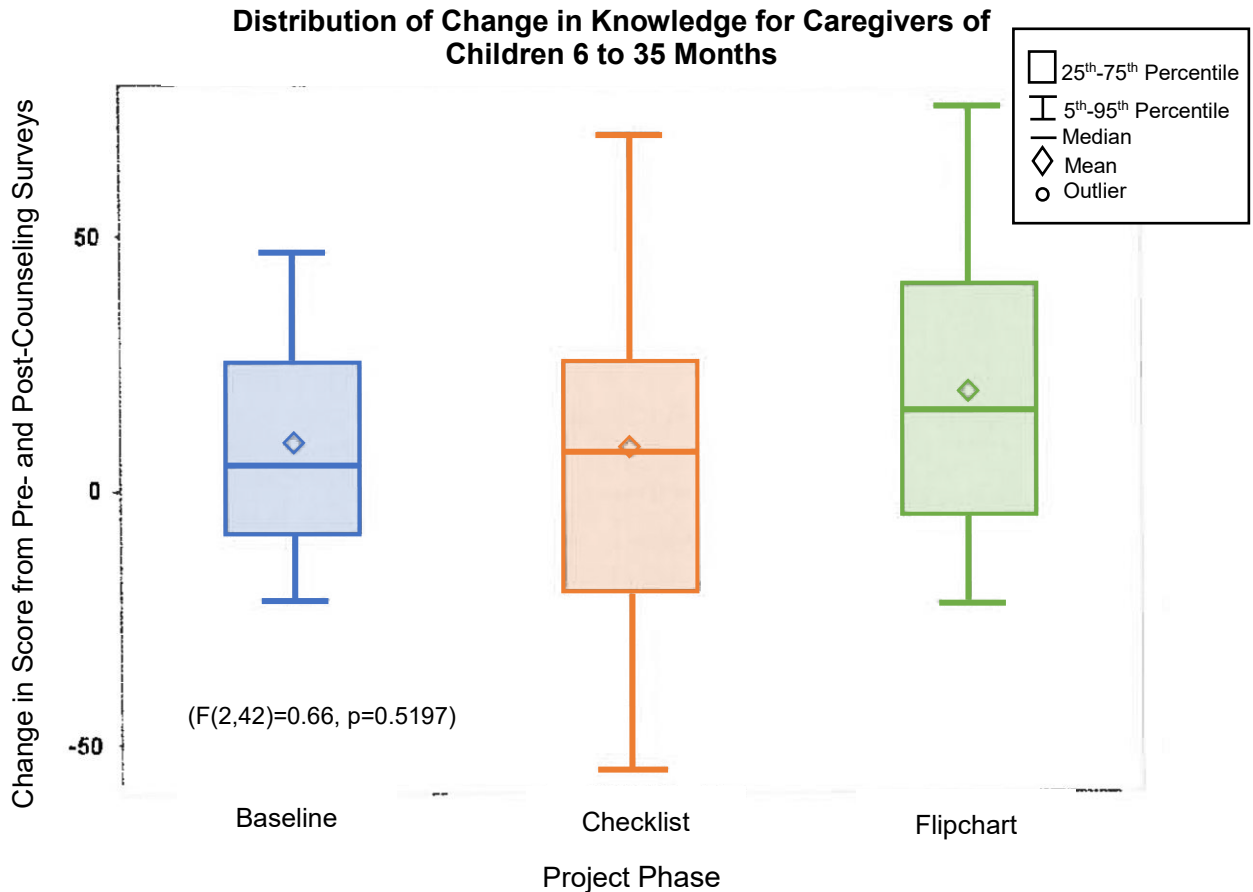 Distribution of Change in Knowledge for Caregivers of
Children 6 to 35 Months
25th-75th Percentile
5th-95th Percentile
Median
Mean
Outlier
Change in Score from Pre- and Post-Counseling Surveys
50
0
-50
(F(2,42)=0.66, p=0.5197)
Baseline
Checklist
Flipchart
Project Phase